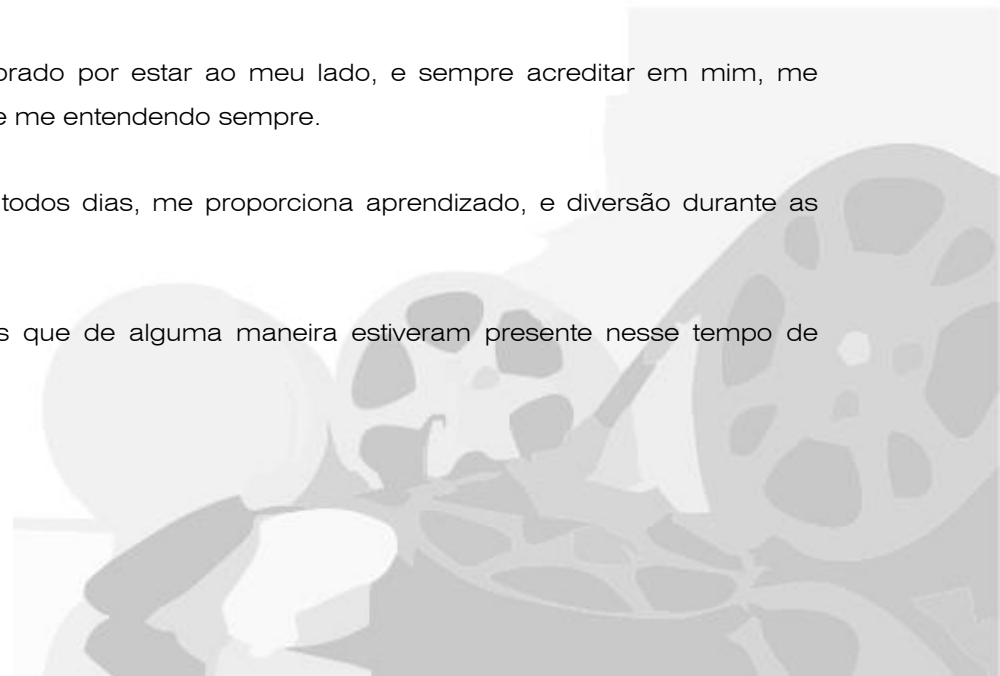 orado por estar ao meu lado, e sempre acreditar em mim, me
e me entendendo sempre.
todos dias, me proporciona aprendizado, e diversão durante as
s que de alguma maneira estiveram presente nesse tempo de